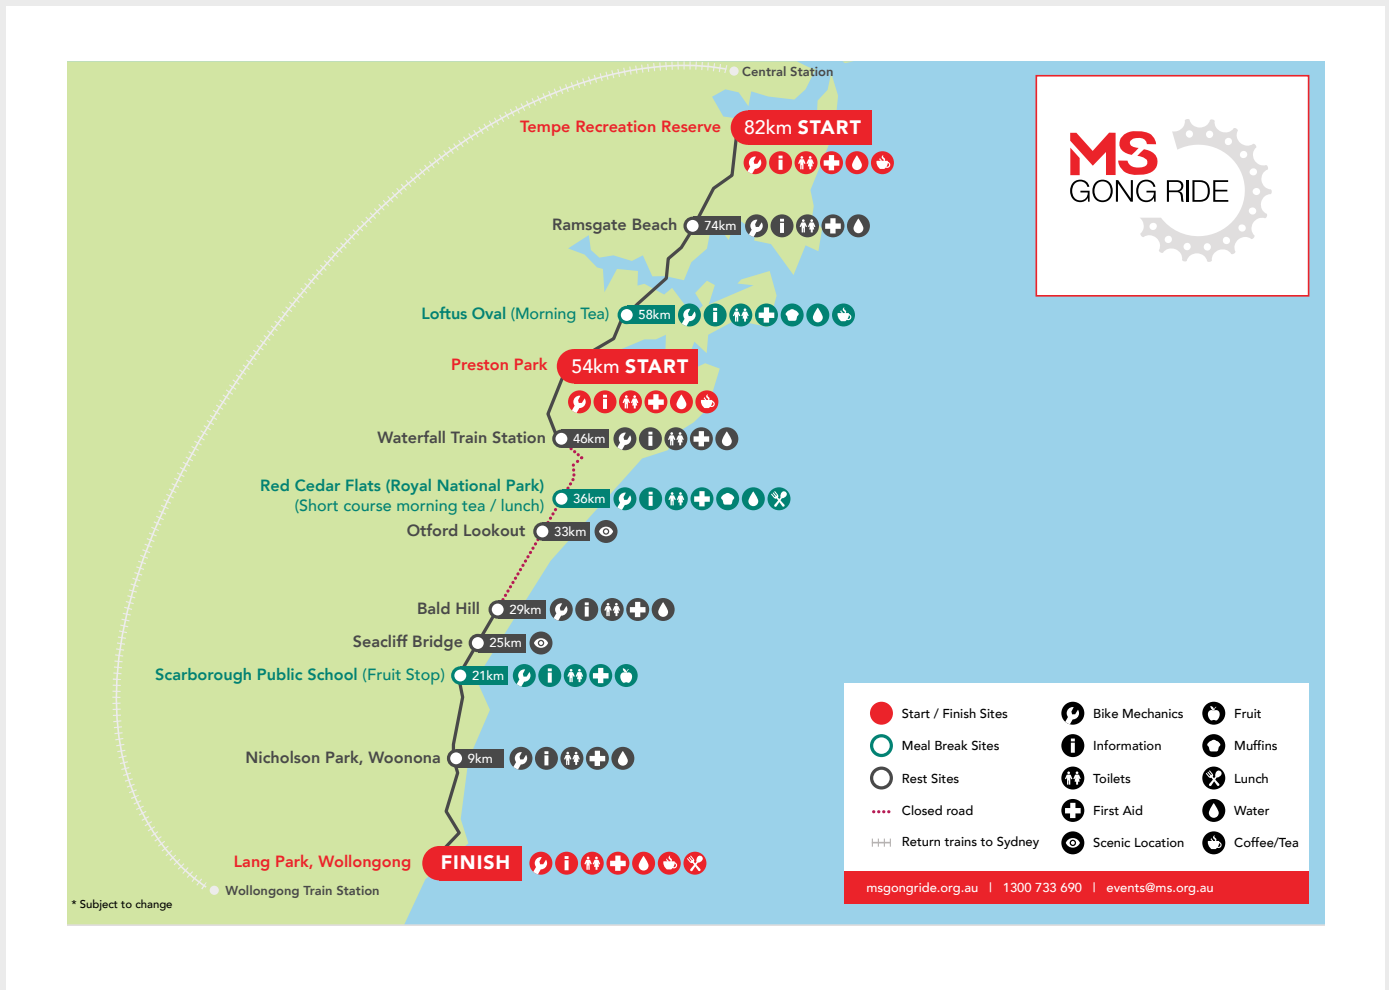 Central Station
Tempe Recreation Reserve
82km START
Ramsgate Beach
74km
Loftus Oval (Morning Tea)
58km
Preston Park
54km START
Waterfall Train Station
46km
Red Cedar Flats (Royal National Park)
(Short course morning tea / lunch)
36km
Otford Lookout
33km
Bald Hill
29km
Seacliff Bridge
25km
Scarborough Public School (Fruit Stop)
21km
Nicholson Park, Woonona
9km
Lang Park, Wollongong
FINISH
Wollongong Train Station
* Subject to change
MS
GONG RIDE
Start / Finish Sites
Meal Break Sites
Rest Sites
Closed road
Return trains to Sydney
Bike Mechanics
Information
Toilets
First Aid
Scenic Location
Fruit
Muffins
Lunch
Water
Coffee/Tea
msgongride.org.au | 1300 733 690 | events@ms.org.au